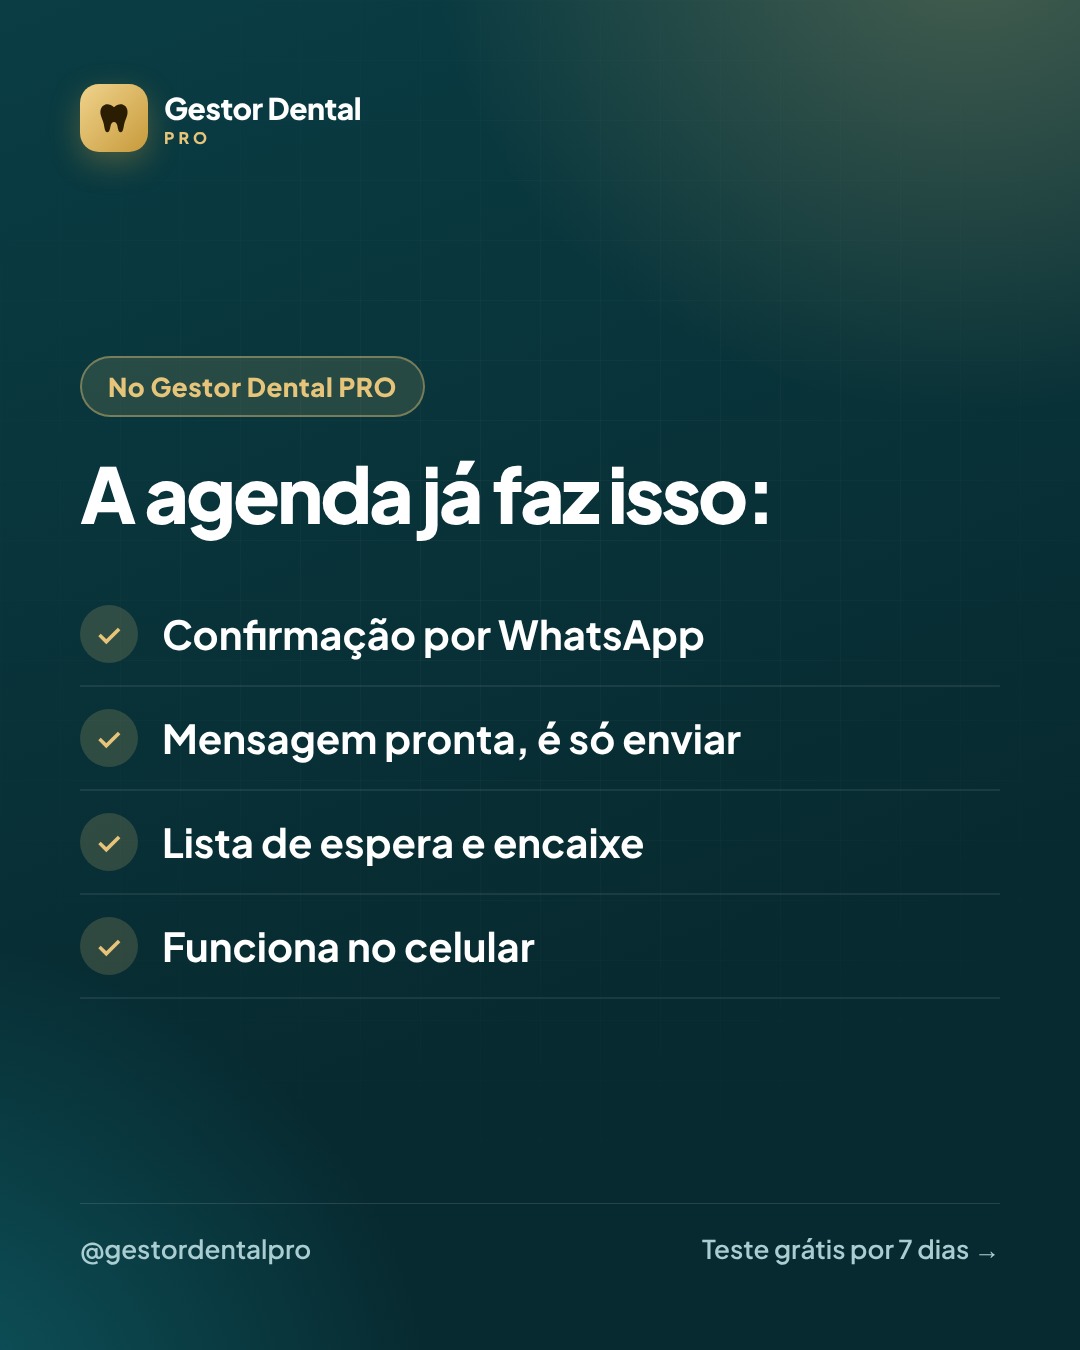 Gestor Dental
PRO
No Gestor Dental PRO
A agenda já faz isso:
Confirmação por WhatsApp
Mensagem pronta, é só enviar
Lista de espera e encaixe
Funciona no celular
@gestordentalpro
Teste grátis por 7 dias →